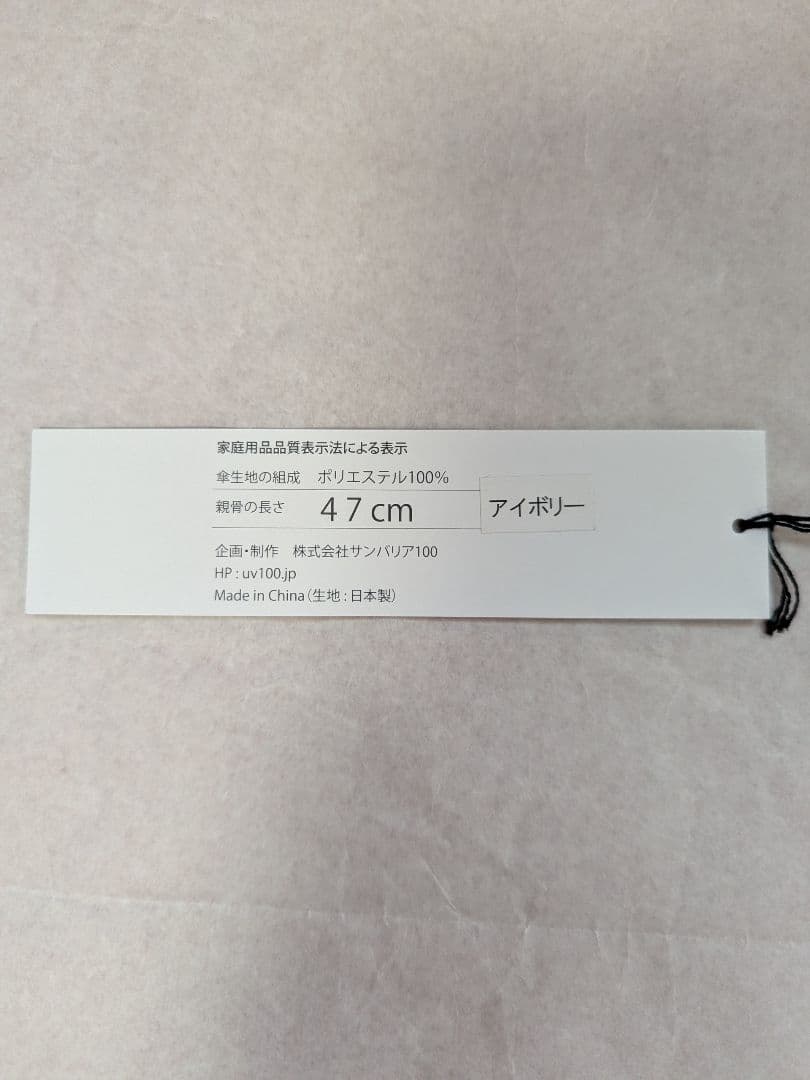 家庭用品品質表示法による表示
傘生地の組成　ポリエステル100%
親骨の長さ　４７cm
アイボリー
企画・制作　株式会社サンバリア100
HP : uv100.jp
Made in China（生地 : 日本製）